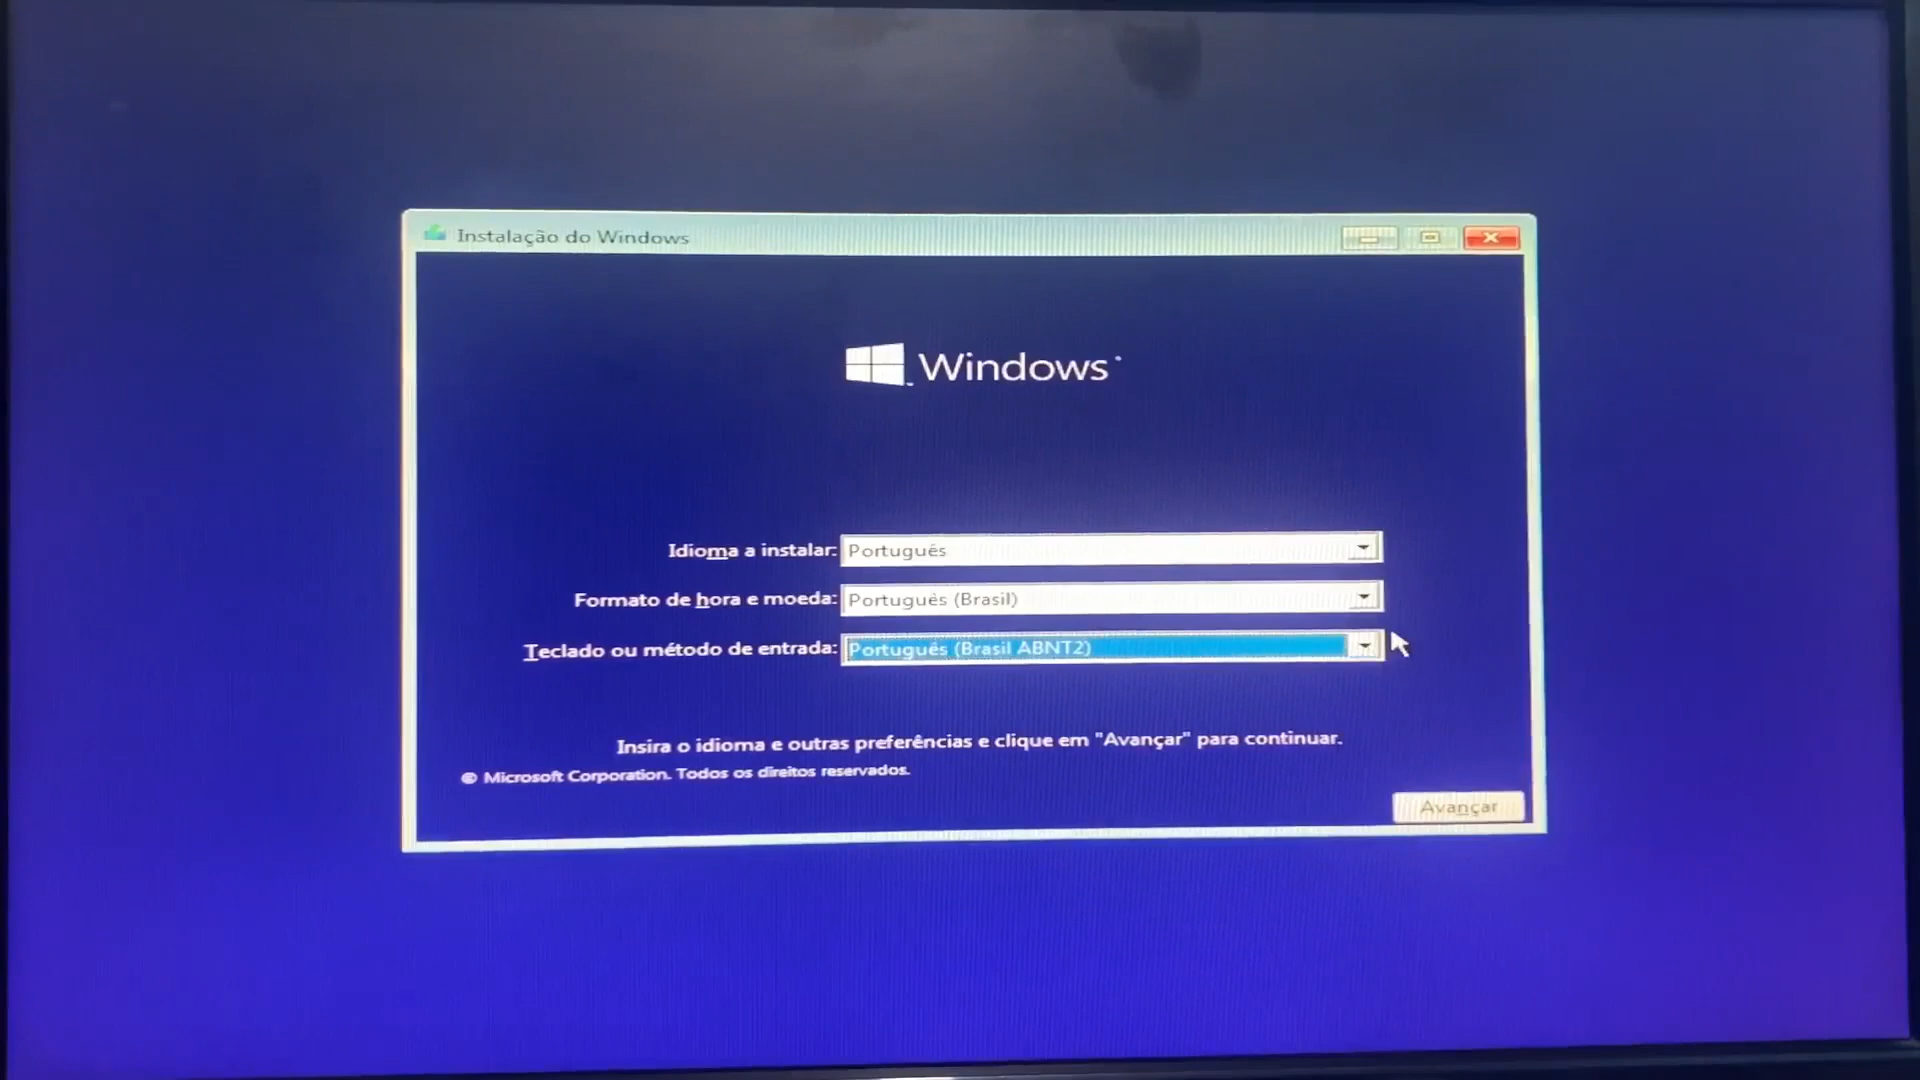 Instalação do Windows
Windows
Idioma a instalar: Português
Formato de hora e moeda: Português (Brasil)
Teclado ou método de entrada: Português (Brasil ABNT2)
Insira o idioma e outras preferências e clique em "Avançar" para continuar.
© Microsoft Corporation. Todos os direitos reservados.
Avançar